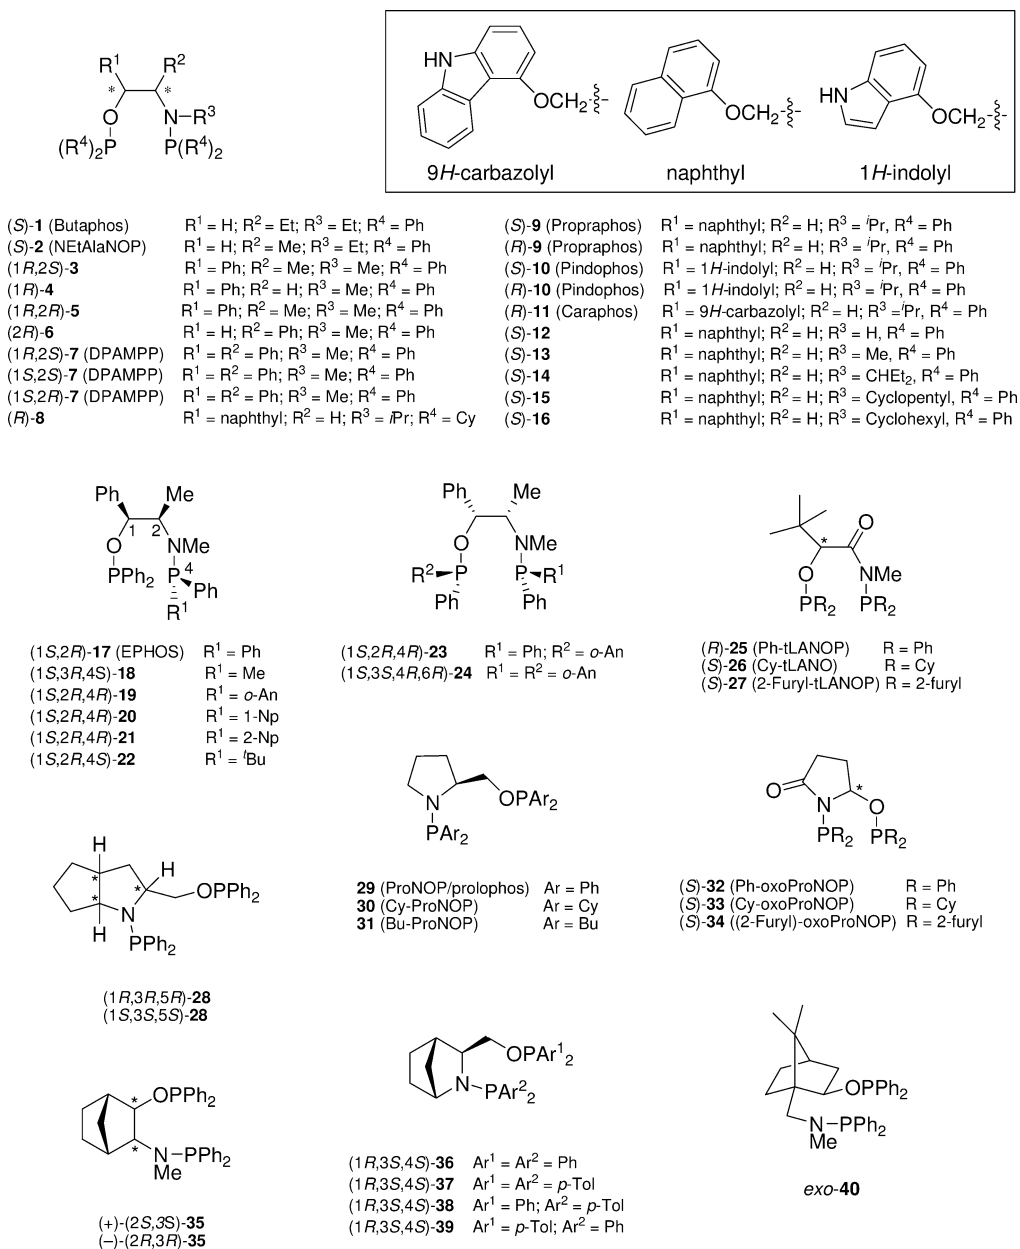 R¹ R²
* *
O N R³
(R⁴)₂P P(R⁴)₂
HN OCH₂
9H-carbazolyl
OCH₂
naphthyl
HN OCH₂
1H-indolyl
(S)-1 (Butaphos) R¹ = H; R² = Et; R³ = Et; R⁴ = Ph
(S)-2 (NEtAlaNOP) R¹ = H; R² = Me; R³ = Et; R⁴ = Ph
(1R,2S)-3 R¹ = Ph; R² = Me; R³ = Me; R⁴ = Ph
(1R)-4 R¹ = Ph; R² = H; R³ = Me; R⁴ = Ph
(1R,2R)-5 R¹ = Ph; R² = Me; R³ = Me; R⁴ = Ph
(2R)-6 R¹ = H; R² = Ph; R³ = Me; R⁴ = Ph
(1R,2S)-7 (DPAMPP) R¹ = R² = Ph; R³ = Me; R⁴ = Ph
(1S,2S)-7 (DPAMPP) R¹ = R² = Ph; R³ = Me; R⁴ = Ph
(1S,2R)-7 (DPAMPP) R¹ = R² = Ph; R³ = Me; R⁴ = Ph
(R)-8 R¹ = naphthyl; R² = H; R³ = iPr; R⁴ = Cy
(S)-9 (Propraphos) R¹ = naphthyl; R² = H; R³ = ⁱPr, R⁴ = Ph
(R)-9 (Propraphos) R¹ = naphthyl; R² = H; R³ = ⁱPr, R⁴ = Ph
(S)-10 (Pindophos) R¹ = 1H-indolyl; R² = H; R³ = ⁱPr, R⁴ = Ph
(R)-10 (Pindophos) R¹ = 1H-indolyl; R² = H; R³ = ⁱPr, R⁴ = Ph
(R)-11 (Caraphos) R¹ = 9H-carbazolyl, R² = H; R³ =ⁱPr; R⁴ = Ph
(S)-12 R¹ = naphthyl; R² = H; R³ = H, R⁴ = Ph
(S)-13 R¹ = naphthyl; R² = H, R³ = Me, R⁴ = Ph
(S)-14 R¹ = naphthyl; R² = H; R³ = CHEt₂, R⁴ = Ph
(S)-15 R¹ = naphthyl; R² = H; R³ = Cyclopentyl, R⁴ = Ph
(S)-16 R¹ = naphthyl; R² = H; R³ = Cyclohexyl, R⁴ = Ph
Ph Me
1 2
O NMe
PPh₂ P⁴ Ph
R¹
(1S,2R)-17 (EPHOS) R¹ = Ph
(1S,3R,4S)-18 R¹ = Me
(1S,2R,4R)-19 R¹ = o-An
(1S,2R,4R)-20 R¹ = 1-Np
(1S,2R,4R)-21 R¹ = 2-Np
(1S,2R,4S)-22 R¹ = ᵗBu
Ph Me
O NMe
R² P P R¹
Ph Ph
(1S,2R,4R)-23 R¹ = Ph; R² = o-An
(1S,3S,4R,6R)-24 R¹ = R² = o-An
O
*
O NMe
PR₂ PR₂
(R)-25 (Ph-tLANOP) R = Ph
(S)-26 (Cy-tLANO) R = Cy
(S)-27 (2-Furyl-tLANOP) R = 2-furyl
N OPAr₂
PAr₂
29 (ProNOP/prolophos) Ar = Ph
30 (Cy-ProNOP) Ar = Cy
31 (Bu-ProNOP) Ar = Bu
O N * O
PR₂ PR₂
(S)-32 (Ph-oxoProNOP) R = Ph
(S)-33 (Cy-oxoProNOP) R = Cy
(S)-34 ((2-Furyl)-oxoProNOP) R = 2-furyl
H
H
* * OPPh₂
* N
H PPh₂
(1R,3R,5R)-28
(1S,3S,5S)-28
* OPPh₂
* N PPh₂
Me
(+)-(2S,3S)-35
(–)-(2R,3R)-35
OPAr¹₂
N PAr²₂
(1R,3S,4S)-36 Ar¹ = Ar² = Ph
(1R,3S,4S)-37 Ar¹ = Ar² = p-Tol
(1R,3S,4S)-38 Ar¹ = Ph; Ar² = p-Tol
(1R,3S,4S)-39 Ar¹ = p-Tol; Ar² = Ph
OPPh₂
N PPh₂
Me
exo-40